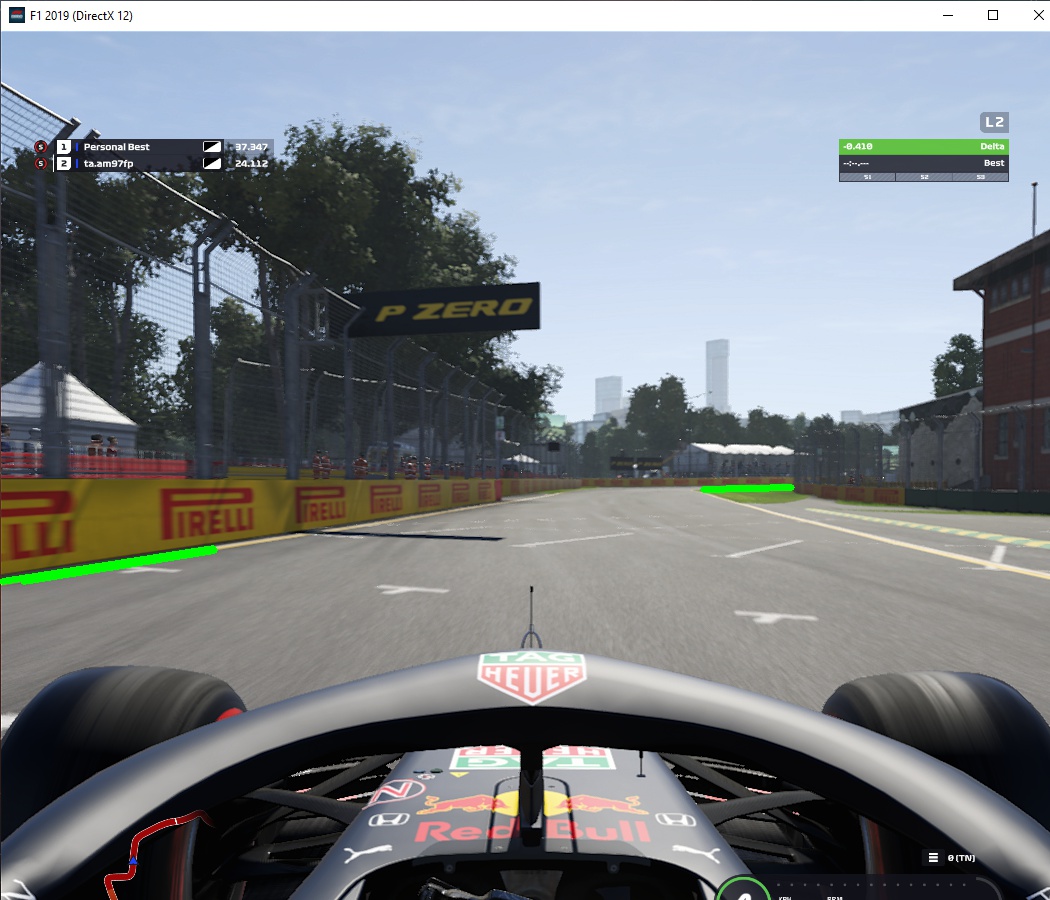 F1 2019 (DirectX 12)
L2
S 1 Personal Best 37.347
S 2 ta.am97fp 24.112
-0.410 Delta
--:--.--- Best
S1 S2 S3
P ZERO
PIRELLI
PIRELLI
PIRELLI
TAG
HEUER
Red Bull
0 (TN)
KPH RPM